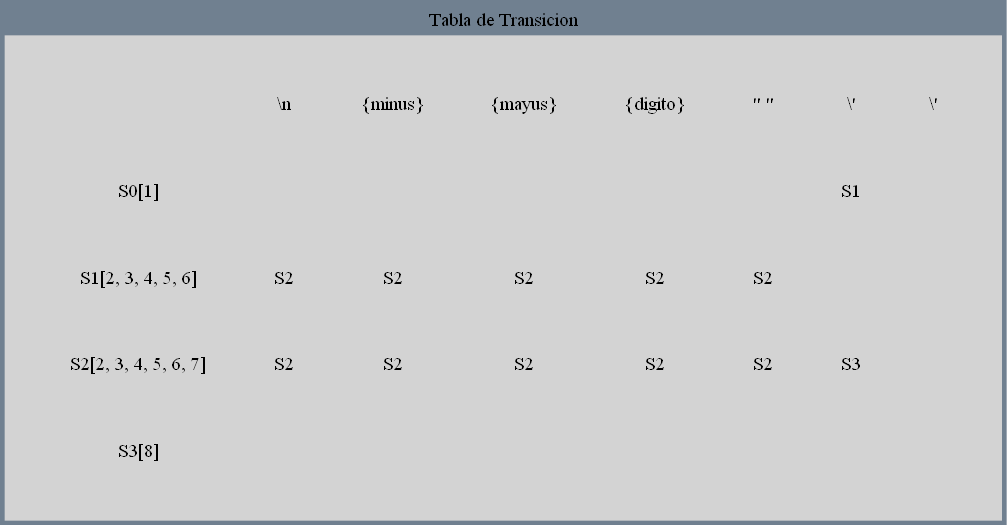 Tabla de Transicion
\n {minus} {mayus} {digito} " " \' \'
S0[1] S1
S1[2, 3, 4, 5, 6] S2 S2 S2 S2 S2
S2[2, 3, 4, 5, 6, 7] S2 S2 S2 S2 S2 S3
S3[8]